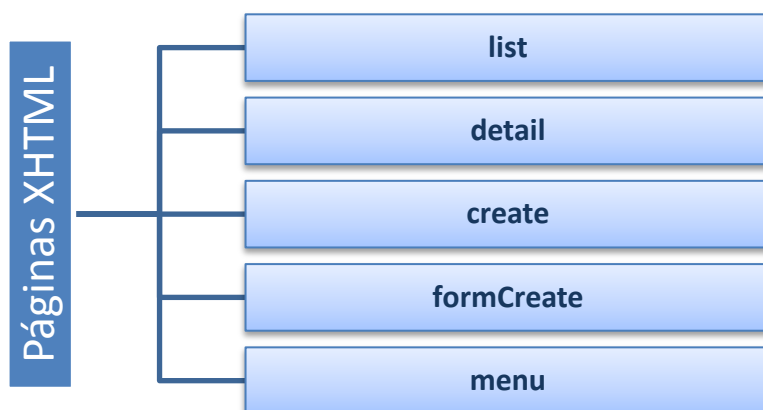 Páginas XHTML
list
detail
create
formCreate
menu